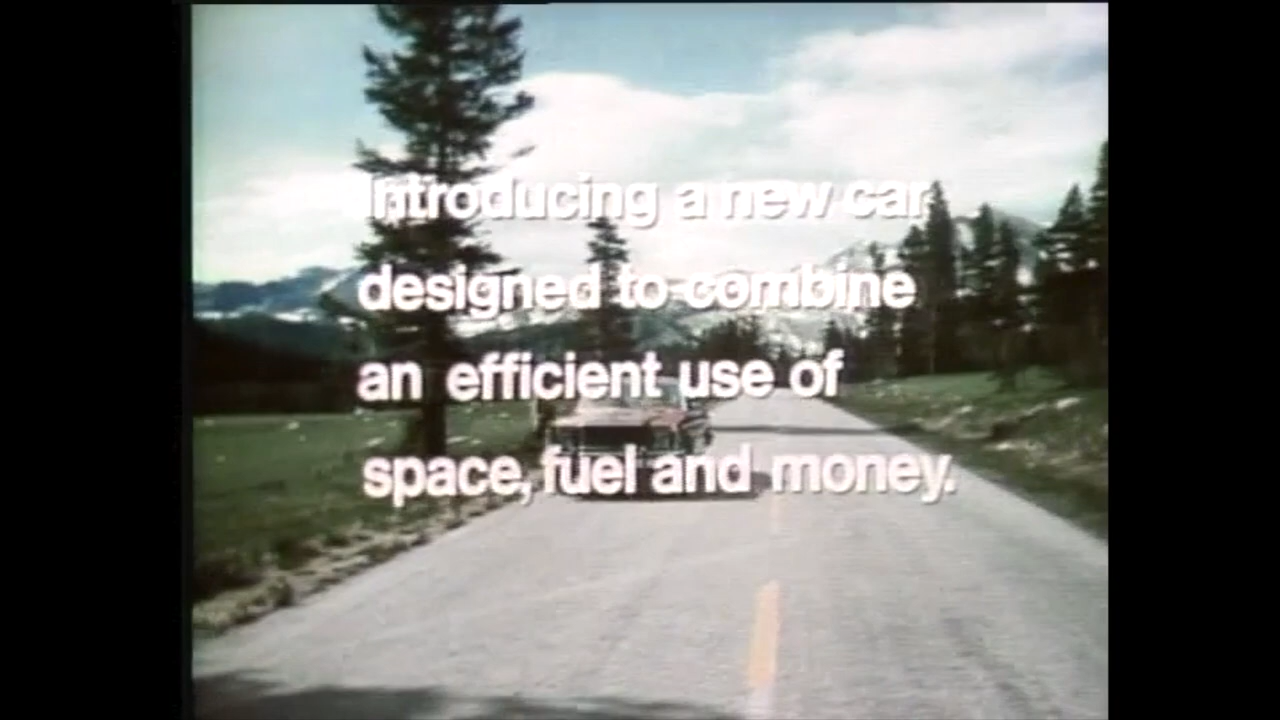 Introducing a new car
designed to combine
an efficient use of
space, fuel and money.